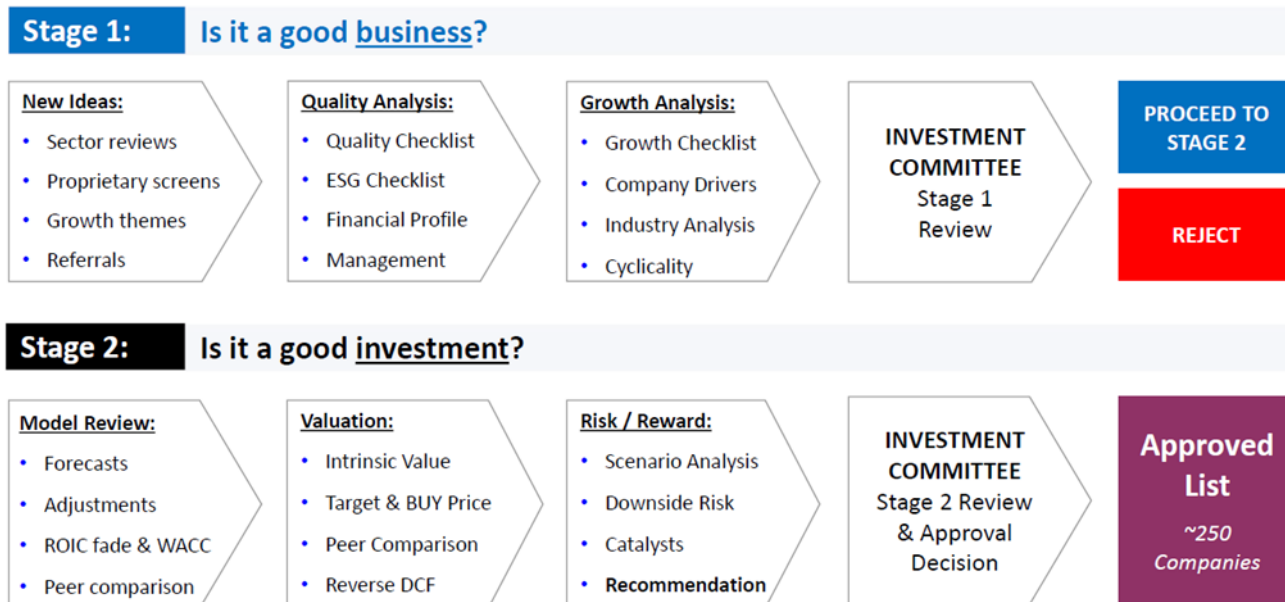 Stage 1:
Is it a good business?
New Ideas:
• Sector reviews
• Proprietary screens
• Growth themes
• Referrals
Quality Analysis:
• Quality Checklist
• ESG Checklist
• Financial Profile
• Management
Growth Analysis:
• Growth Checklist
• Company Drivers
• Industry Analysis
• Cyclicality
INVESTMENT
COMMITTEE
Stage 1
Review
PROCEED TO
STAGE 2
REJECT
Stage 2:
Is it a good investment?
Model Review:
• Forecasts
• Adjustments
• ROIC fade & WACC
• Peer comparison
Valuation:
• Intrinsic Value
• Target & BUY Price
• Peer Comparison
• Reverse DCF
Risk / Reward:
• Scenario Analysis
• Downside Risk
• Catalysts
• Recommendation
INVESTMENT
COMMITTEE
Stage 2 Review
& Approval
Decision
Approved
List
~250
Companies